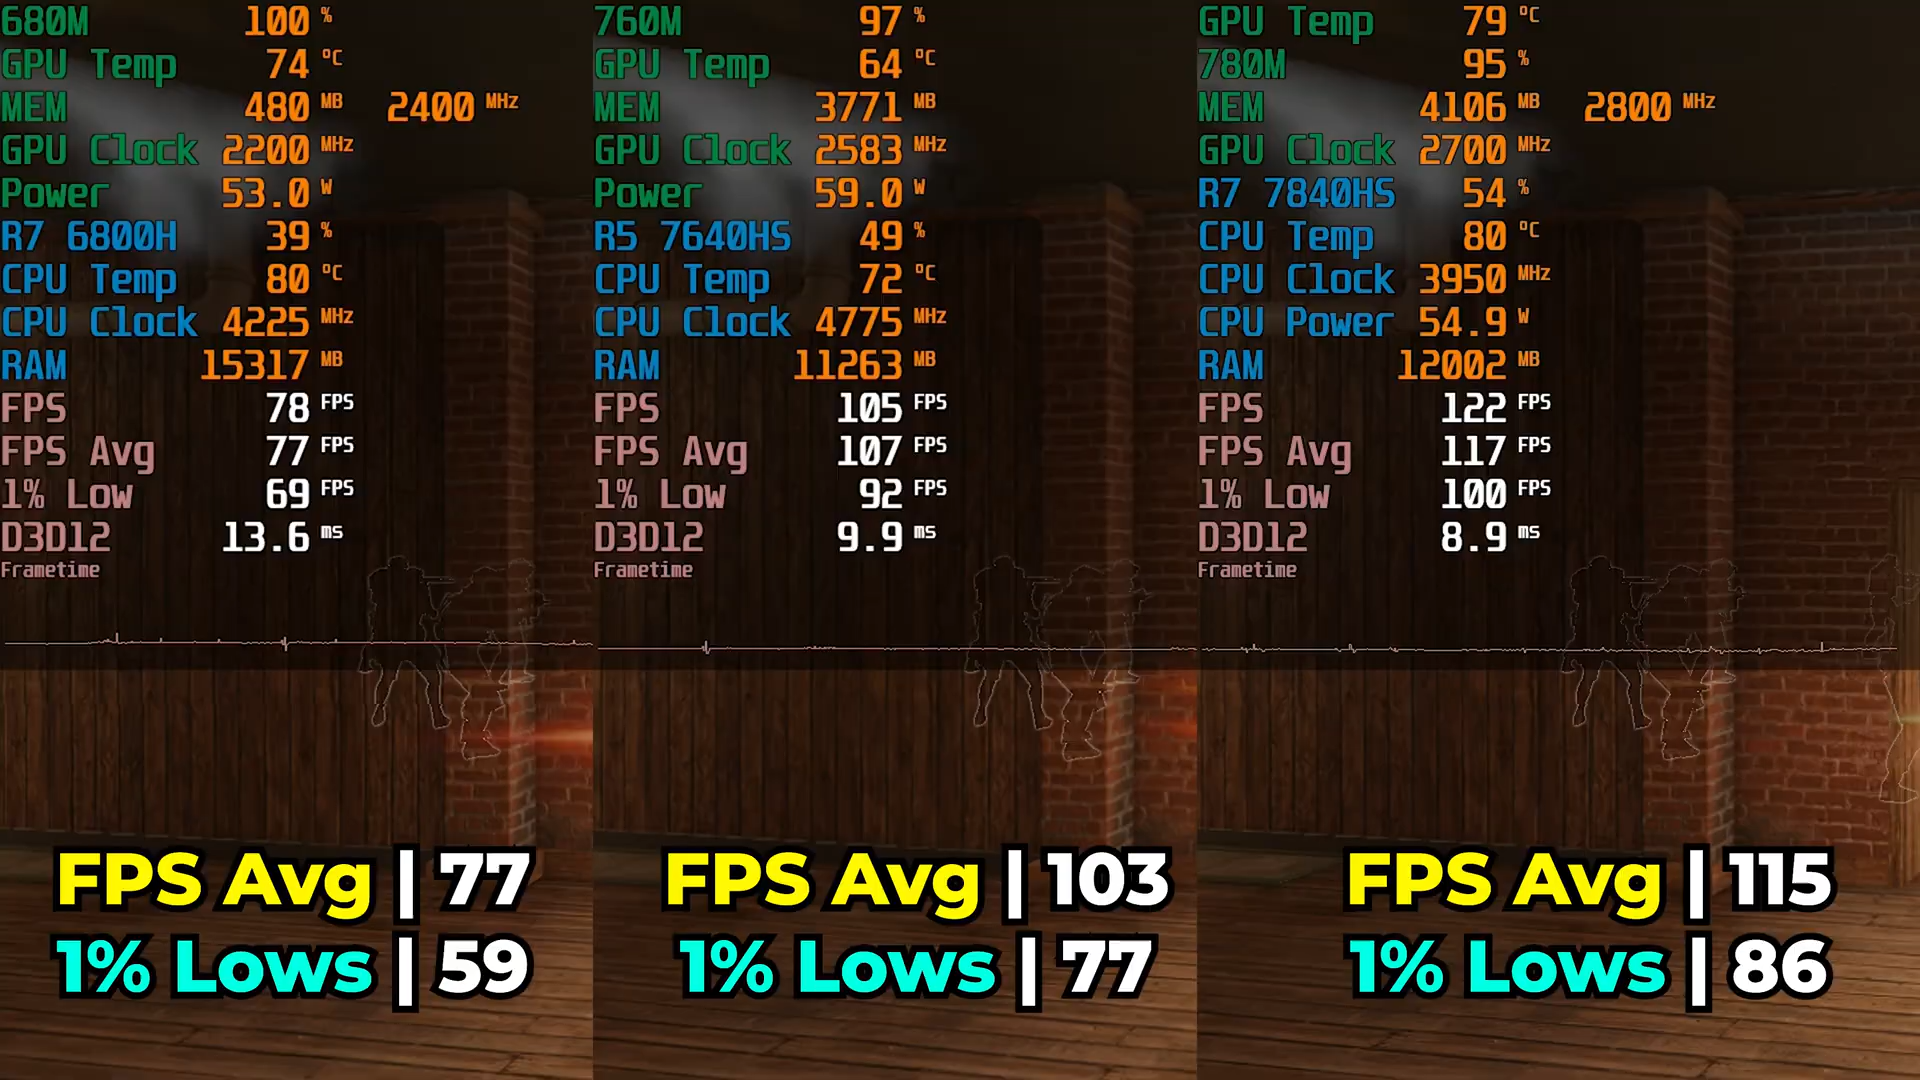 680M 100 %
GPU Temp 74 °C
MEM 480 MB 2400 MHz
GPU Clock 2200 MHz
Power 53.0 W
R7 6800H 39 %
CPU Temp 80 °C
CPU Clock 4225 MHz
RAM 15317 MB
FPS 78 FPS
FPS Avg 77 FPS
1% Low 69 FPS
D3D12 13.6 ms
Frametime
FPS Avg | 77
1% Lows | 59
760M 97 %
GPU Temp 64 °C
MEM 3771 MB
GPU Clock 2583 MHz
Power 59.0 W
R5 7640HS 49 %
CPU Temp 72 °C
CPU Clock 4775 MHz
RAM 11263 MB
FPS 105 FPS
FPS Avg 107 FPS
1% Low 92 FPS
D3D12 9.9 ms
Frametime
FPS Avg | 103
1% Lows | 77
GPU Temp 79 °C
780M 95 %
MEM 4106 MB 2800 MHz
GPU Clock 2700 MHz
R7 7840HS 54 %
CPU Temp 80 °C
CPU Clock 3950 MHz
CPU Power 54.9 W
RAM 12002 MB
FPS 122 FPS
FPS Avg 117 FPS
1% Low 100 FPS
D3D12 8.9 ms
Frametime
FPS Avg | 115
1% Lows | 86